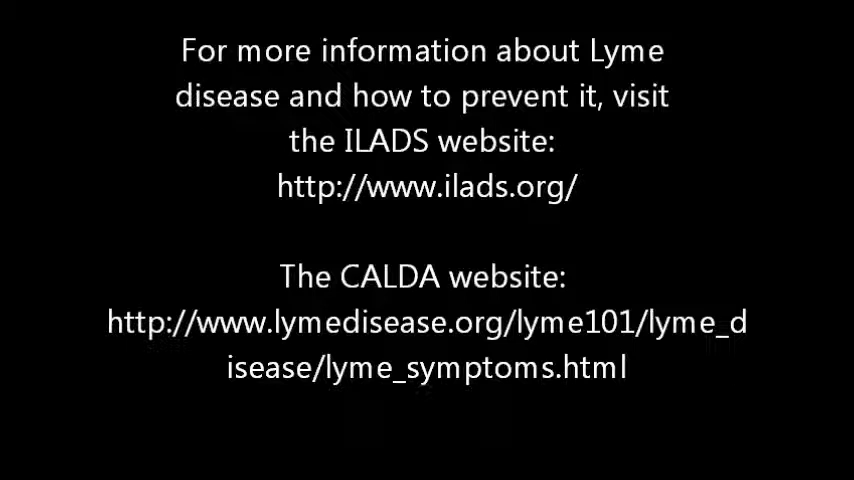 For more information about Lyme
disease and how to prevent it, visit
the ILADS website:
http://www.ilads.org/
The CALDA website:
http://www.lymedisease.org/lyme101/lyme_d
isease/lyme_symptoms.html